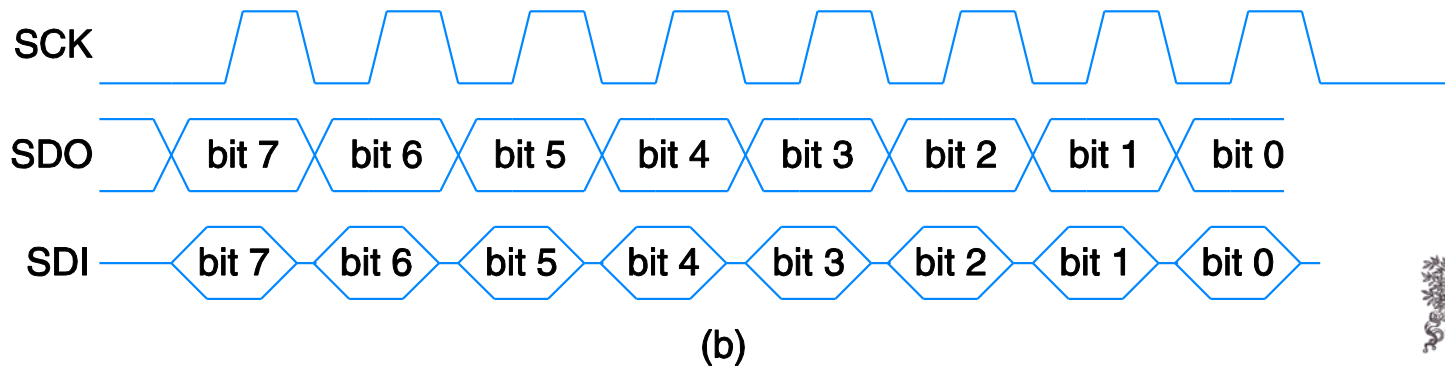 SCK
SDO bit 7 bit 6 bit 5 bit 4 bit 3 bit 2 bit 1 bit 0
SDI bit 7 bit 6 bit 5 bit 4 bit 3 bit 2 bit 1 bit 0
(b)